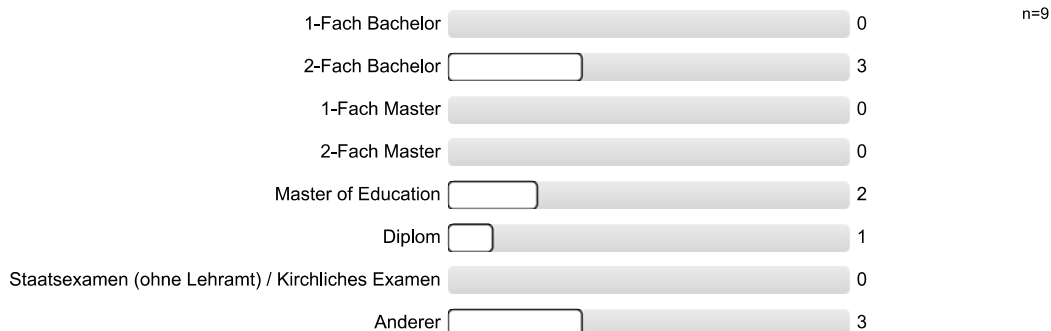 1-Fach Bachelor 0 n=9
2-Fach Bachelor 3
1-Fach Master 0
2-Fach Master 0
Master of Education 2
Diplom 1
Staatsexamen (ohne Lehramt) / Kirchliches Examen 0
Anderer 3